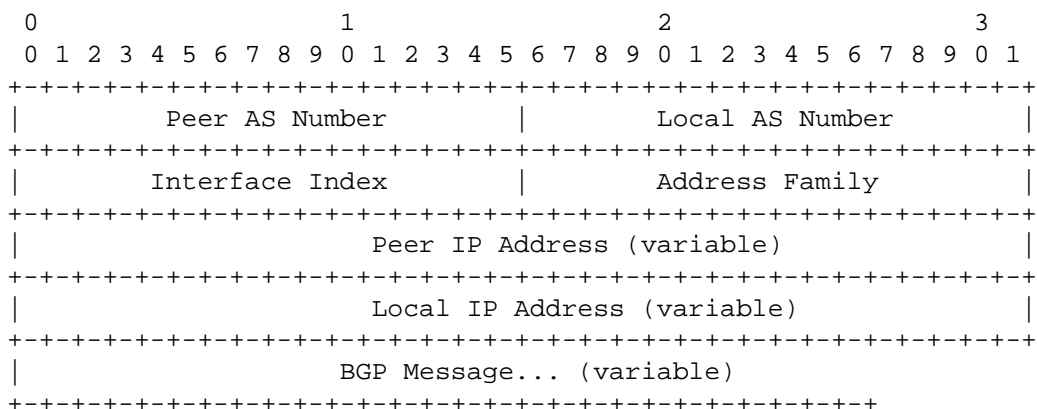 0                   1                   2                   3
 0 1 2 3 4 5 6 7 8 9 0 1 2 3 4 5 6 7 8 9 0 1 2 3 4 5 6 7 8 9 0 1
+-+-+-+-+-+-+-+-+-+-+-+-+-+-+-+-+-+-+-+-+-+-+-+-+-+-+-+-+-+-+-+-+
|         Peer AS Number        |        Local AS Number        |
+-+-+-+-+-+-+-+-+-+-+-+-+-+-+-+-+-+-+-+-+-+-+-+-+-+-+-+-+-+-+-+-+
|        Interface Index        |        Address Family         |
+-+-+-+-+-+-+-+-+-+-+-+-+-+-+-+-+-+-+-+-+-+-+-+-+-+-+-+-+-+-+-+-+
|                      Peer IP Address (variable)               |
+-+-+-+-+-+-+-+-+-+-+-+-+-+-+-+-+-+-+-+-+-+-+-+-+-+-+-+-+-+-+-+-+
|                      Local IP Address (variable)              |
+-+-+-+-+-+-+-+-+-+-+-+-+-+-+-+-+-+-+-+-+-+-+-+-+-+-+-+-+-+-+-+-+
|                    BGP Message... (variable)
+-+-+-+-+-+-+-+-+-+-+-+-+-+-+-+-+-+-+-+-+-+-+-+-+-+-+-+